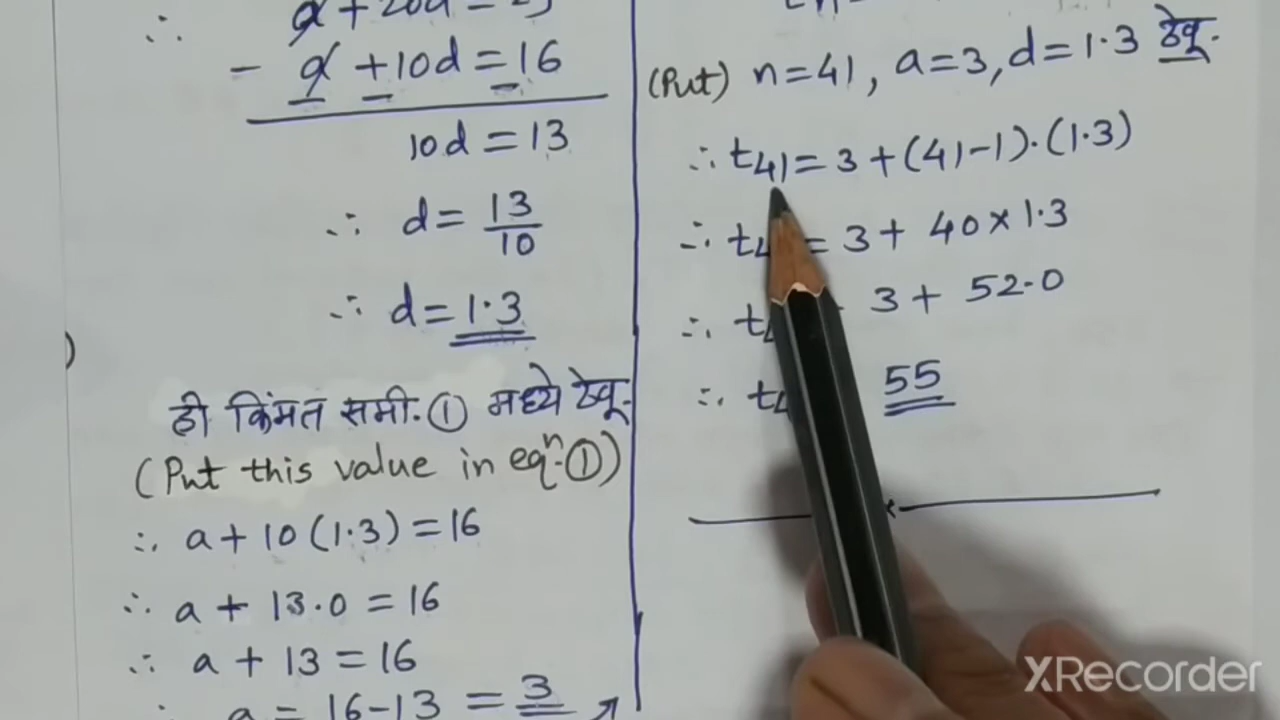 ∴ a + 20d = 29
- a + 10d = 16
10d = 13
∴ d = 13/10
∴ d = 1.3
ही किंमत समी. ① मध्ये ठेवू.
(Put this value in eqⁿ. ①)
∴ a + 10 (1.3) = 16
∴ a + 13.0 = 16
∴ a + 13 = 16
∴ a = 16-13 = 3
(Put) n = 41, a = 3, d = 1.3 ठेवू.
∴ t41 = 3 + (41-1).(1.3)
∴ t4 = 3 + 40 × 1.3
∴ t 3 + 52.0
∴ t 55
XRecorder